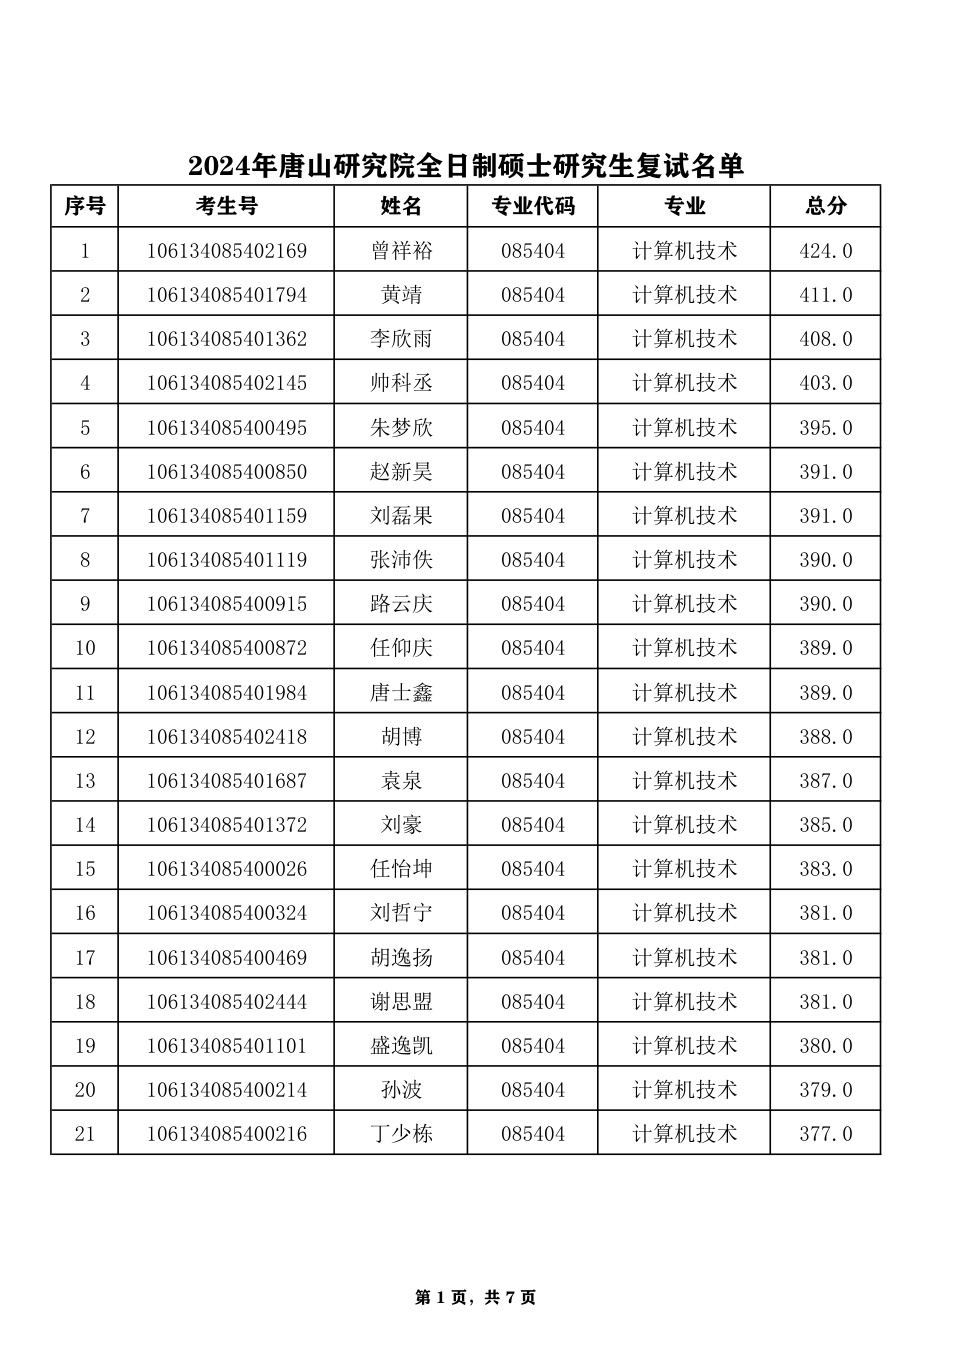 2024年唐山研究院全日制硕士研究生复试名单
序号 考生号 姓名 专业代码 专业 总分
1 106134085402169 曾祥裕 085404 计算机技术 424.0
2 106134085401794 黄靖 085404 计算机技术 411.0
3 106134085401362 李欣雨 085404 计算机技术 408.0
4 106134085402145 帅科丞 085404 计算机技术 403.0
5 106134085400495 朱梦欣 085404 计算机技术 395.0
6 106134085400850 赵新昊 085404 计算机技术 391.0
7 106134085401159 刘磊果 085404 计算机技术 391.0
8 106134085401119 张沛佚 085404 计算机技术 390.0
9 106134085400915 路云庆 085404 计算机技术 390.0
10 106134085400872 任仰庆 085404 计算机技术 389.0
11 106134085401984 唐士鑫 085404 计算机技术 389.0
12 106134085402418 胡博 085404 计算机技术 388.0
13 106134085401687 袁泉 085404 计算机技术 387.0
14 106134085401372 刘豪 085404 计算机技术 385.0
15 106134085400026 任怡坤 085404 计算机技术 383.0
16 106134085400324 刘哲宁 085404 计算机技术 381.0
17 106134085400469 胡逸扬 085404 计算机技术 381.0
18 106134085402444 谢思盟 085404 计算机技术 381.0
19 106134085401101 盛逸凯 085404 计算机技术 380.0
20 106134085400214 孙波 085404 计算机技术 379.0
21 106134085400216 丁少栋 085404 计算机技术 377.0
第 1 页，共 7 页